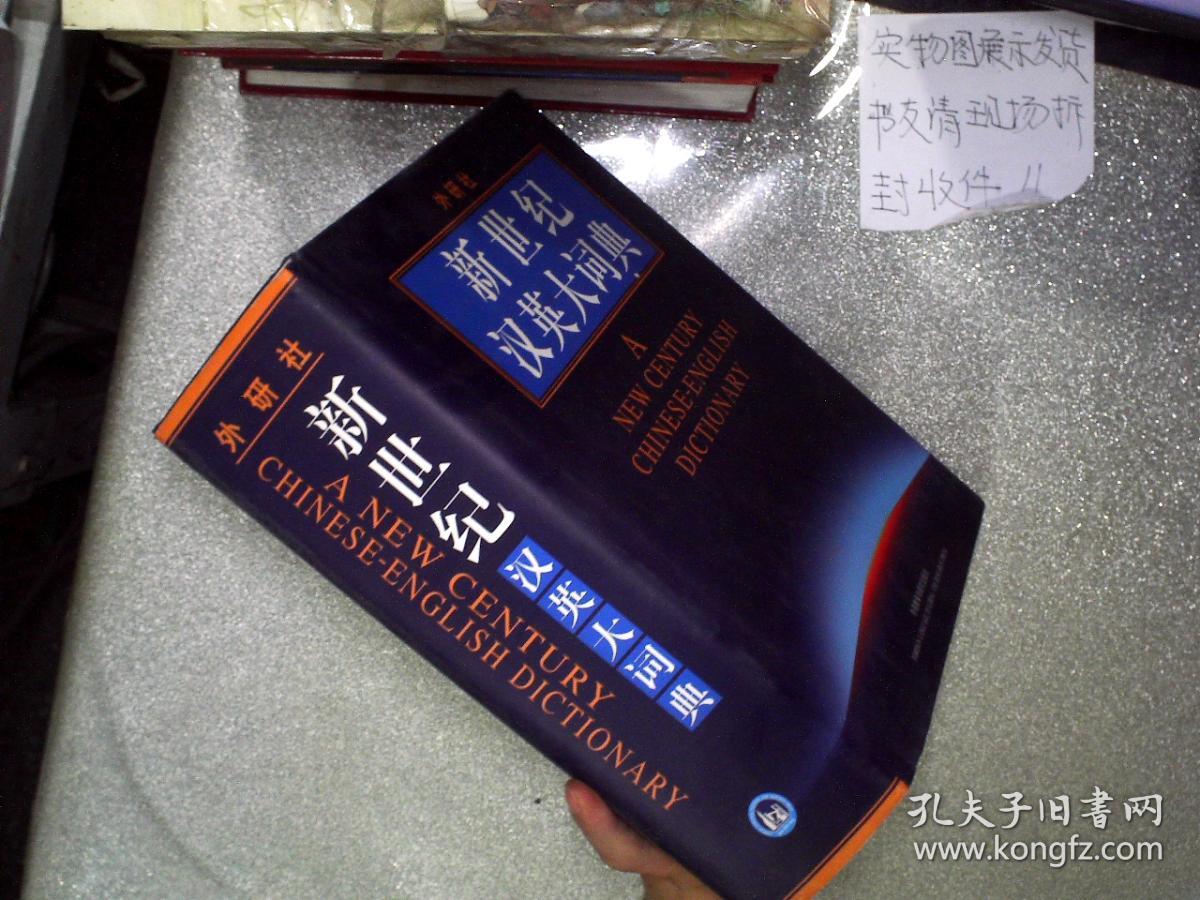 实物图展示发货
书友请现场拆
封收件 !!
外研社
新世纪
汉英大词典
A
NEW CENTURY
CHINESE-ENGLISH
DICTIONARY
外研社
新世纪
汉英大词典
A NEW CENTURY
CHINESE-ENGLISH DICTIONARY
孔夫子旧书网
www.kongfz.com